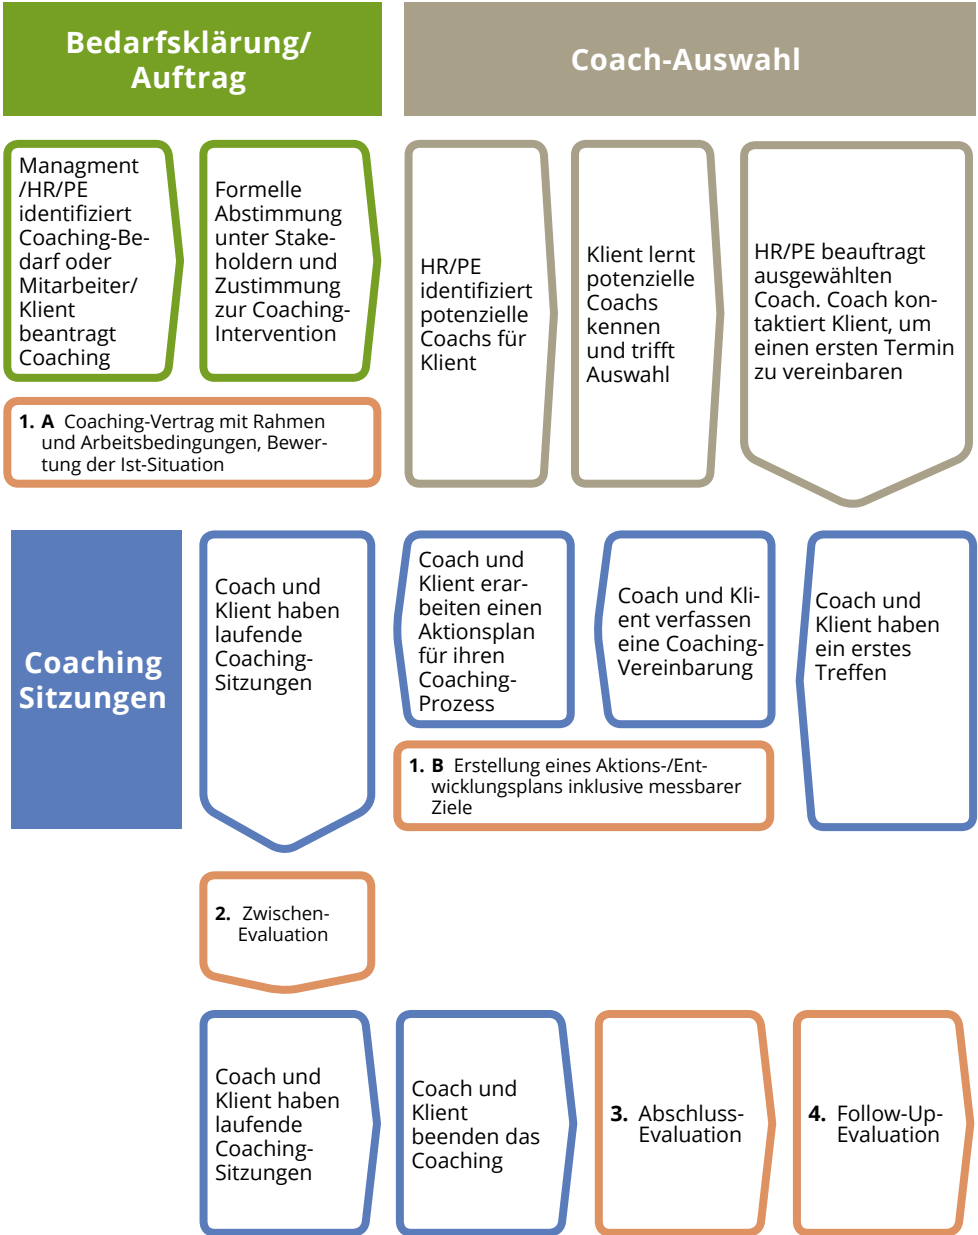 Bedarfsklärung/
Auftrag
Coach-Auswahl
Managment
/HR/PE
identifiziert
Coaching-Be-
darf oder
Mitarbeiter/
Klient
beantragt
Coaching
Formelle
Abstimmung
unter Stake-
holdern und
Zustimmung
zur Coaching-
Intervention
HR/PE
identifiziert
potenzielle
Coachs für
Klient
Klient lernt
potenzielle
Coachs
kennen
und trifft
Auswahl
HR/PE beauftragt
ausgewählten
Coach. Coach kon-
taktiert Klient, um
einen ersten Termin
zu vereinbaren
1. A Coaching-Vertrag mit Rahmen
und Arbeitsbedingungen, Bewer-
tung der Ist-Situation
Coaching
Sitzungen
Coach und
Klient haben
ein erstes
Treffen
Coach und Kli-
ent verfassen
eine Coaching-
Vereinbarung
Coach und
Klient erar-
beiten einen
Aktionsplan
für ihren
Coaching-
Prozess
1. B Erstellung eines Aktions-/Ent-
wicklungsplans inklusive messbarer
Ziele
Coach und
Klient haben
laufende
Coaching-
Sitzungen
2. Zwischen-
Evaluation
Coach und
Klient haben
laufende
Coaching-
Sitzungen
Coach und
Klient
beenden das
Coaching
3. Abschluss-
Evaluation
4. Follow-Up-
Evaluation